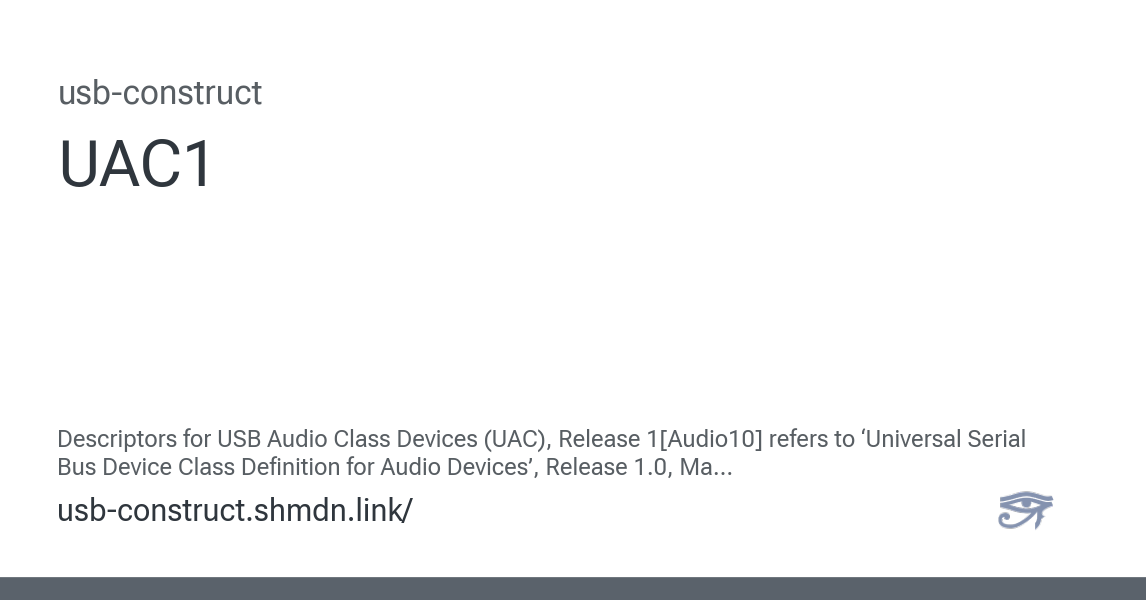 usb-construct
UAC1
Descriptors for USB Audio Class Devices (UAC), Release 1[Audio10] refers to ‘Universal Serial
Bus Device Class Definition for Audio Devices’, Release 1.0, Ma...
usb-construct.shmdn.link/